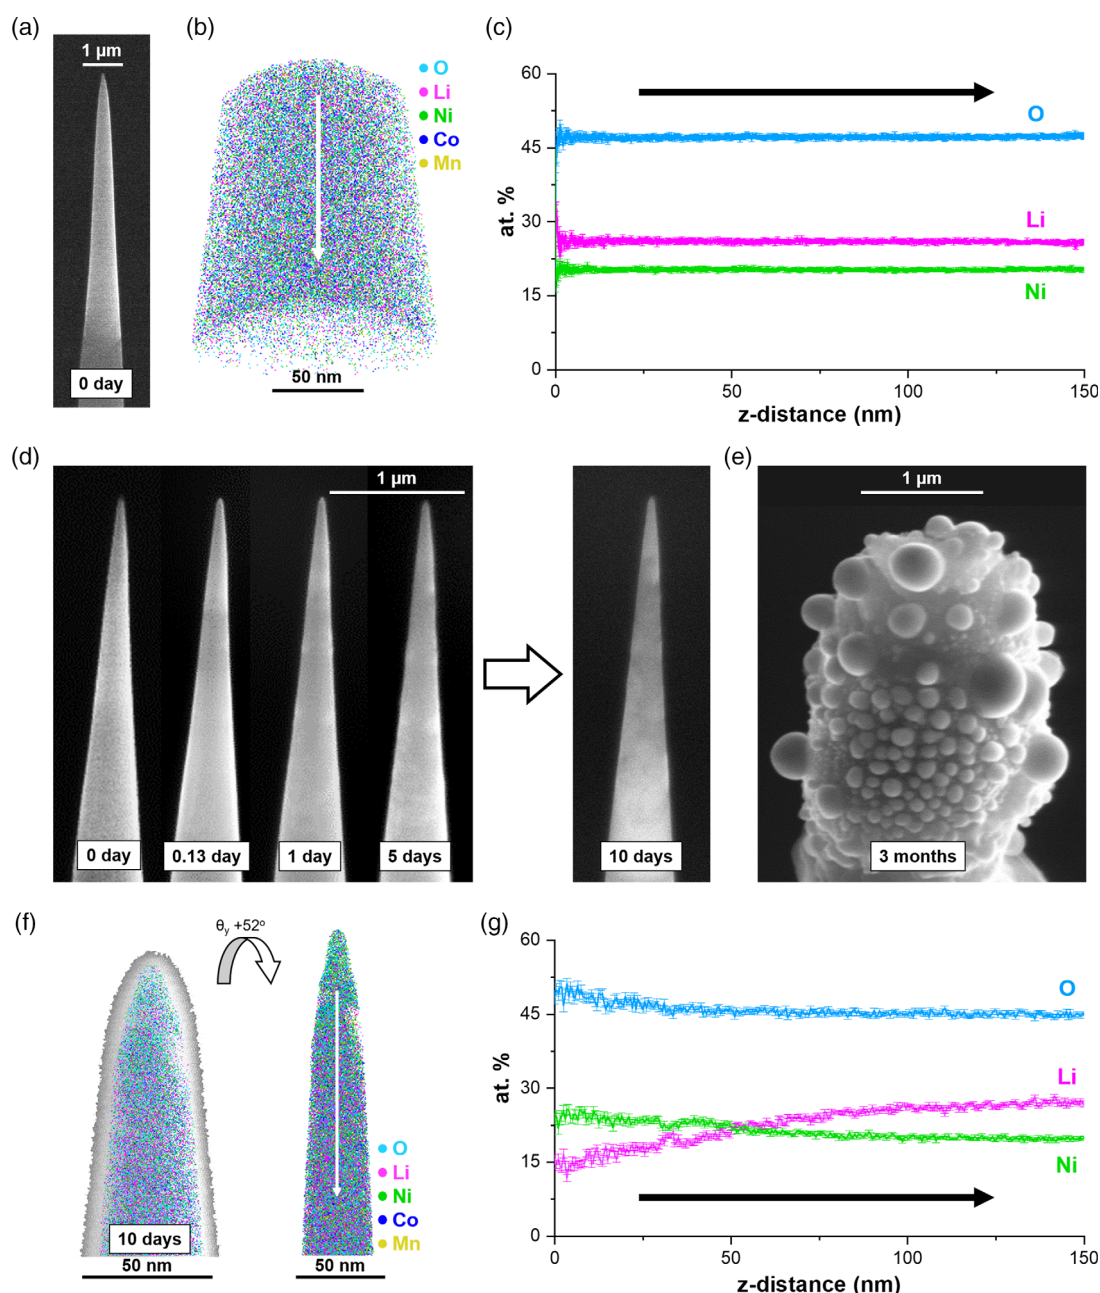 (a)
1 µm
0 day
(b)
O
Li
Ni
Co
Mn
50 nm
(c)
60
45
30
15
0
at. %
O
Li
Ni
0
50
100
150
z-distance (nm)
(d)
1 µm
0 day
0.13 day
1 day
5 days
10 days
(e)
1 µm
3 months
(f)
θy +52º
10 days
50 nm
O
Li
Ni
Co
Mn
50 nm
(g)
60
45
30
15
0
at. %
O
Li
Ni
0
50
100
150
z-distance (nm)